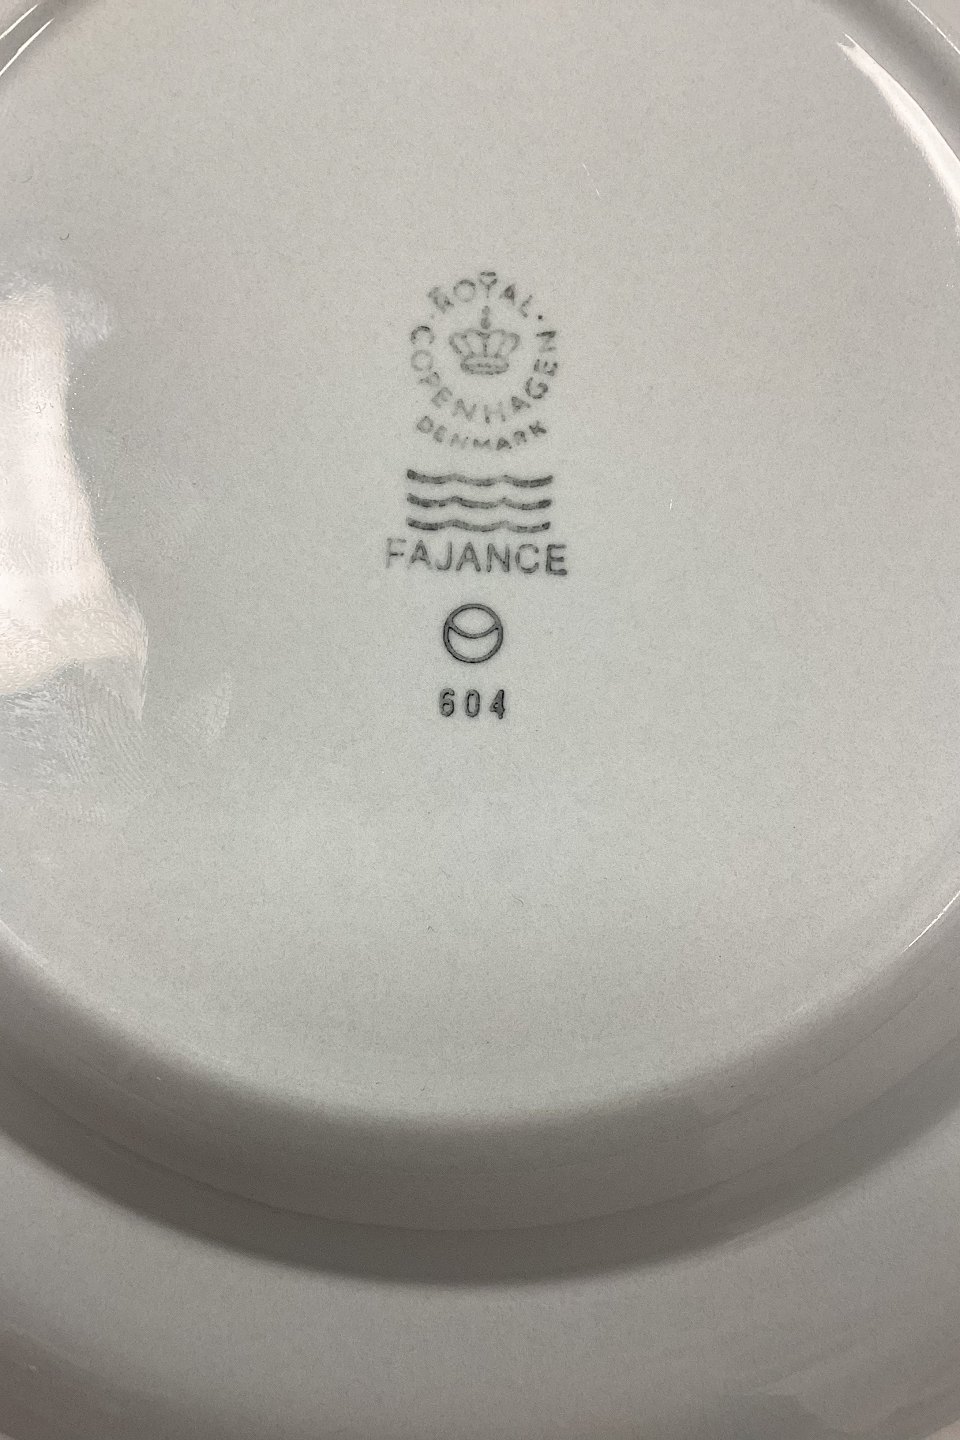 ROYAL
COPENHAGEN
DENMARK
FAJANCE
604